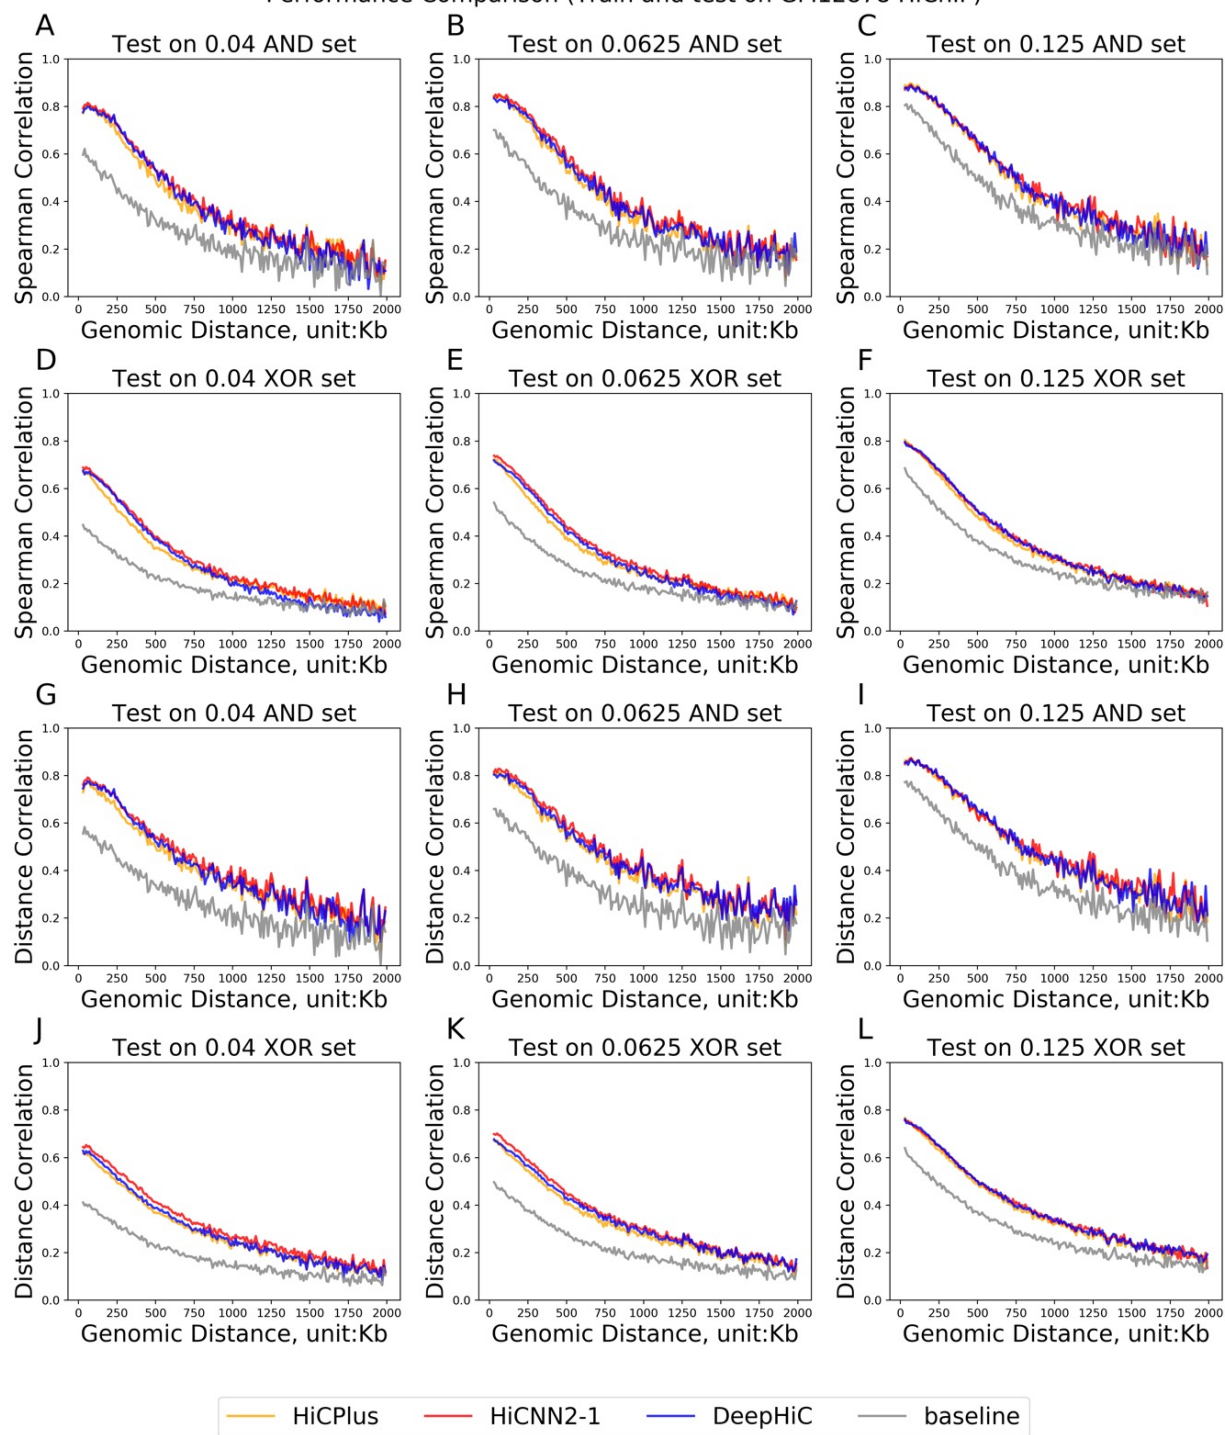 Performance Comparison (Train and test on GM12878 HiChIP)
A B C
Test on 0.04 AND set Test on 0.0625 AND set Test on 0.125 AND set
Spearman Correlation Spearman Correlation Spearman Correlation
1.0 1.0 1.0
0.8 0.8 0.8
0.6 0.6 0.6
0.4 0.4 0.4
0.2 0.2 0.2
0.0 0.0 0.0
0 250 500 750 1000 1250 1500 1750 2000 0 250 500 750 1000 1250 1500 1750 2000 0 250 500 750 1000 1250 1500 1750 2000
Genomic Distance, unit:Kb Genomic Distance, unit:Kb Genomic Distance, unit:Kb
D E F
Test on 0.04 XOR set Test on 0.0625 XOR set Test on 0.125 XOR set
Spearman Correlation Spearman Correlation Spearman Correlation
1.0 1.0 1.0
0.8 0.8 0.8
0.6 0.6 0.6
0.4 0.4 0.4
0.2 0.2 0.2
0.0 0.0 0.0
0 250 500 750 1000 1250 1500 1750 2000 0 250 500 750 1000 1250 1500 1750 2000 0 250 500 750 1000 1250 1500 1750 2000
Genomic Distance, unit:Kb Genomic Distance, unit:Kb Genomic Distance, unit:Kb
G H I
Test on 0.04 AND set Test on 0.0625 AND set Test on 0.125 AND set
Distance Correlation Distance Correlation Distance Correlation
1.0 1.0 1.0
0.8 0.8 0.8
0.6 0.6 0.6
0.4 0.4 0.4
0.2 0.2 0.2
0.0 0.0 0.0
0 250 500 750 1000 1250 1500 1750 2000 0 250 500 750 1000 1250 1500 1750 2000 0 250 500 750 1000 1250 1500 1750 2000
Genomic Distance, unit:Kb Genomic Distance, unit:Kb Genomic Distance, unit:Kb
J K L
Test on 0.04 XOR set Test on 0.0625 XOR set Test on 0.125 XOR set
Distance Correlation Distance Correlation Distance Correlation
1.0 1.0 1.0
0.8 0.8 0.8
0.6 0.6 0.6
0.4 0.4 0.4
0.2 0.2 0.2
0.0 0.0 0.0
0 250 500 750 1000 1250 1500 1750 2000 0 250 500 750 1000 1250 1500 1750 2000 0 250 500 750 1000 1250 1500 1750 2000
Genomic Distance, unit:Kb Genomic Distance, unit:Kb Genomic Distance, unit:Kb
HiCPlus HiCNN2-1 DeepHiC baseline